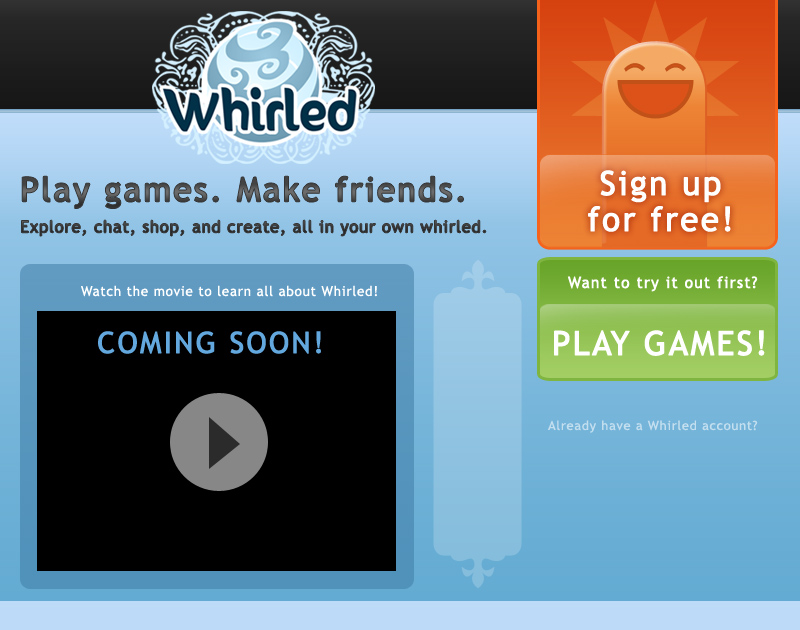 Whirled
Play games. Make friends.
Explore, chat, shop, and create, all in your own whirled.
Sign up
for free!
Watch the movie to learn all about Whirled!
COMING SOON!
Want to try it out first?
PLAY GAMES!
Already have a Whirled account?